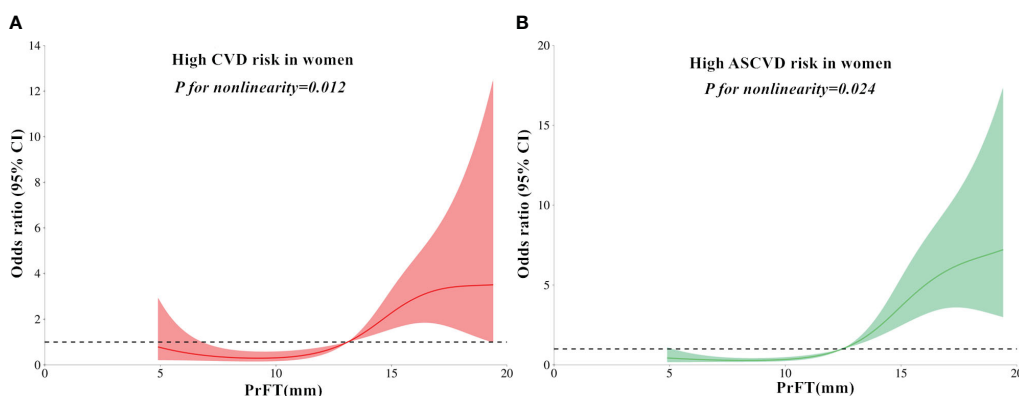 A
High CVD risk in women
P for nonlinearity=0.012
Odds ratio (95% CI)
14
12
10
8
6
4
2
0
0
5
10
15
20
PrFT(mm)
B
High ASCVD risk in women
P for nonlinearity=0.024
Odds ratio (95% CI)
20
15
10
5
0
0
5
10
15
20
PrFT(mm)